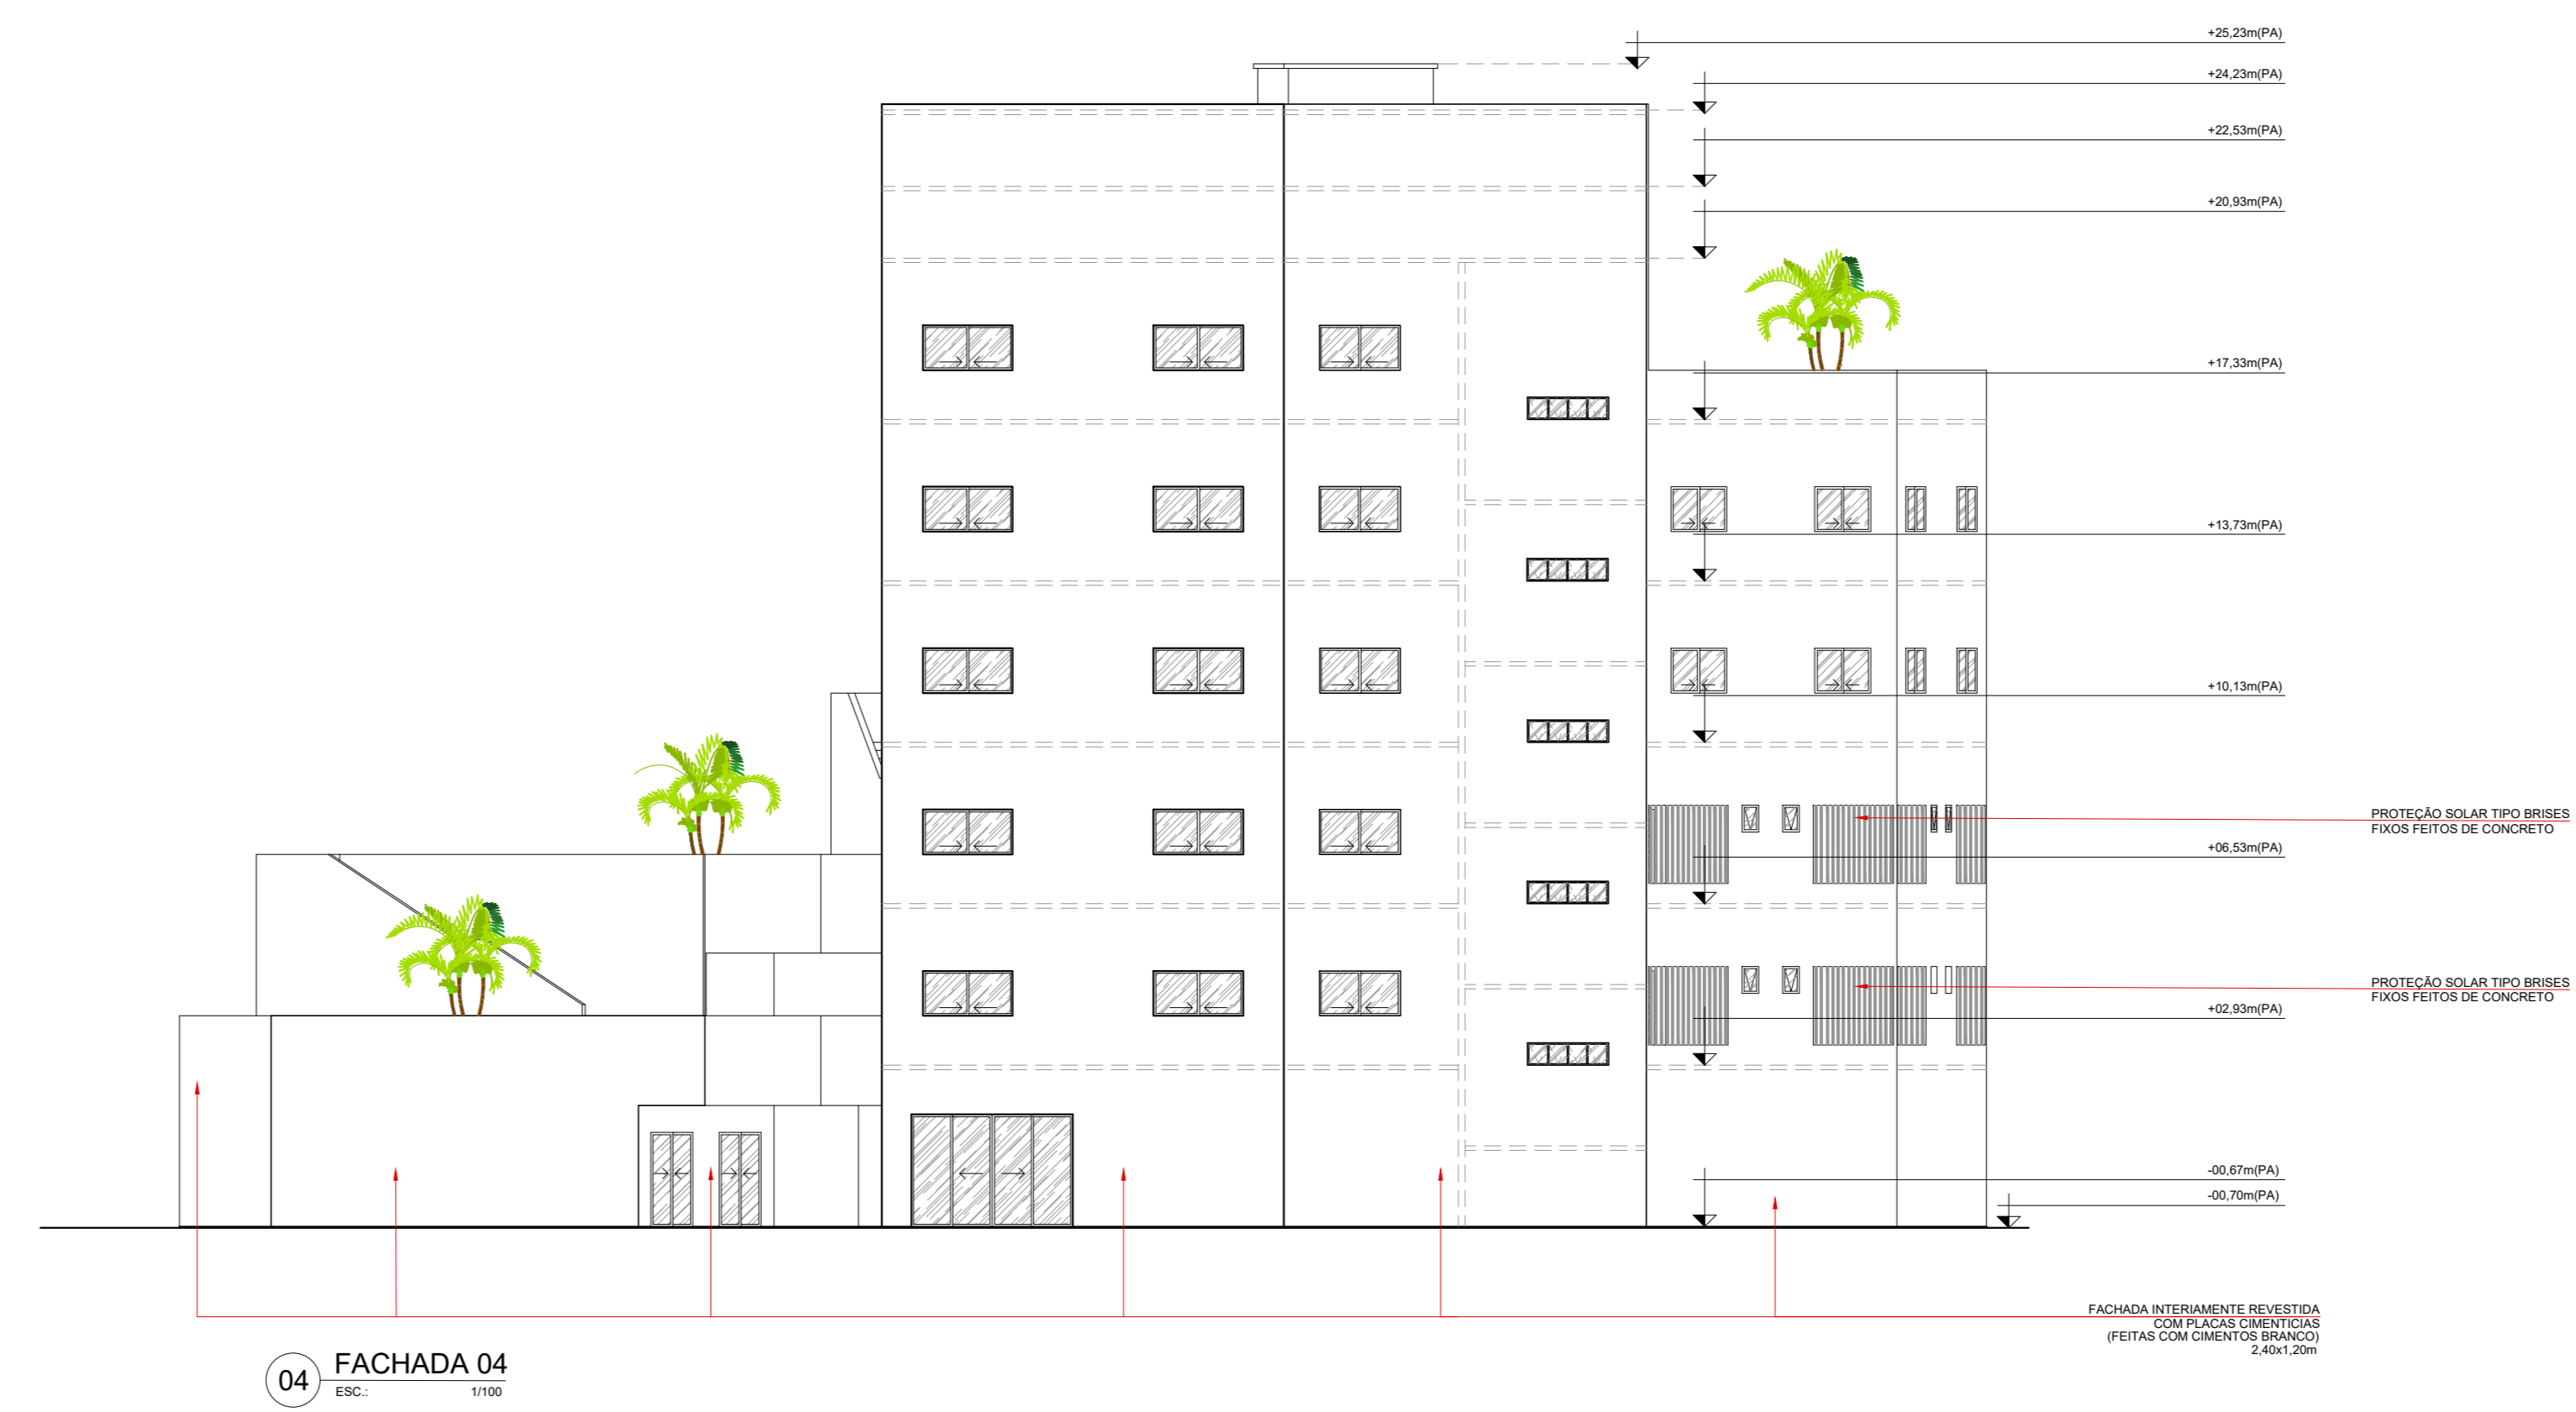 +25,23m(PA)
+24,23m(PA)
+22,53m(PA)
+20,93m(PA)
+17,33m(PA)
+13,73m(PA)
+10,13m(PA)
PROTEÇÃO SOLAR TIPO BRISES
FIXOS FEITOS DE CONCRETO
+06,53m(PA)
PROTEÇÃO SOLAR TIPO BRISES
FIXOS FEITOS DE CONCRETO
+02,93m(PA)
-00,67m(PA)
-00,70m(PA)
FACHADA INTERIAMENTE REVESTIDA
COM PLACAS CIMENTICIAS
(FEITAS COM CIMENTOS BRANCO)
2,40x1,20m
04
FACHADA 04
ESC.: 1/100